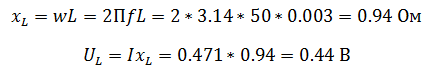 x_L = wL = 2ПfL = 2 * 3.14 * 50 * 0.003 = 0.94 Ом
U_L = Ix_L = 0.471 * 0.94 = 0.44 В